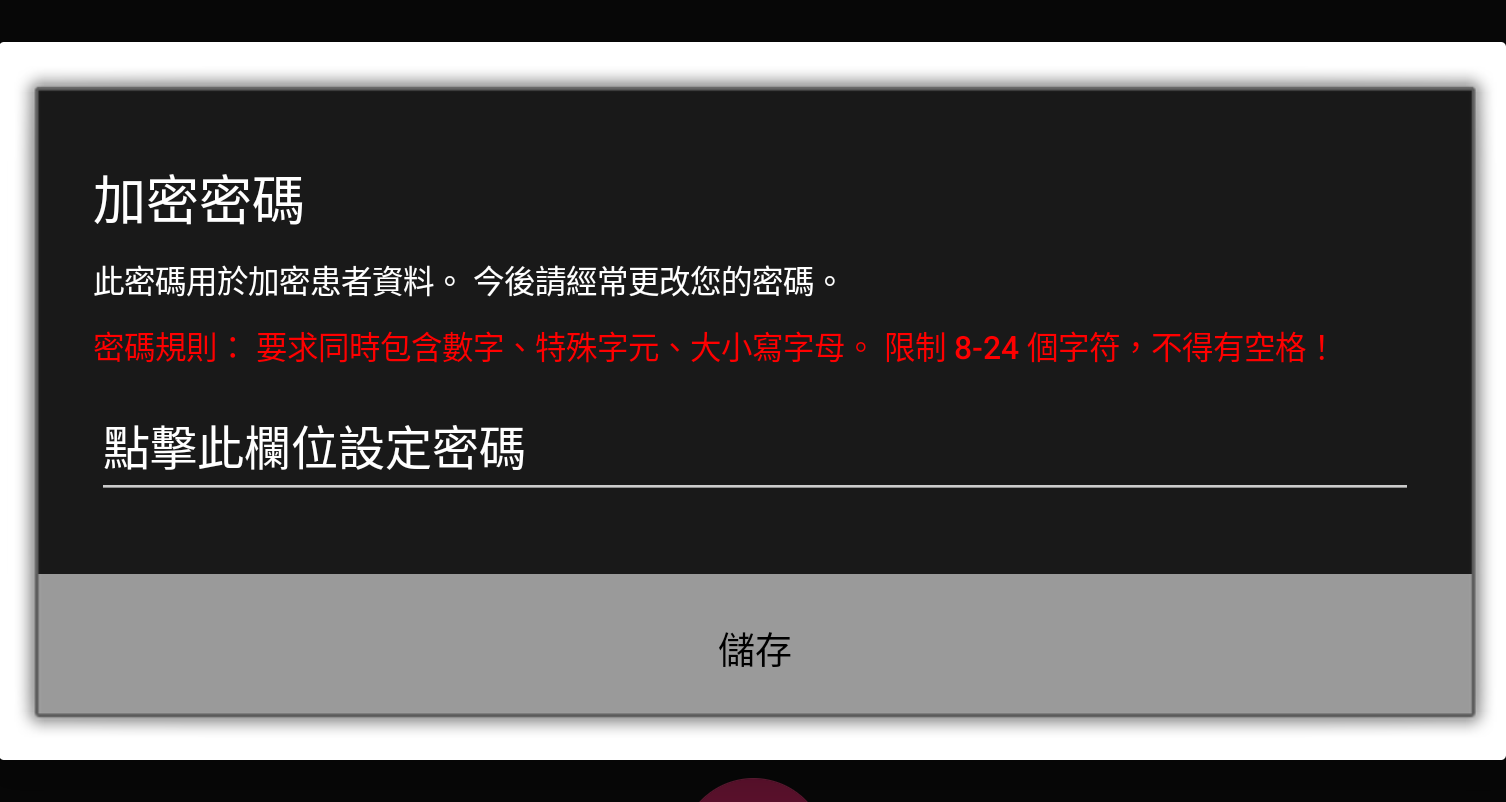 加密密碼
此密碼用於加密患者資料。 今後請經常更改您的密碼。
密碼規則： 要求同時包含數字、特殊字元、大小寫字母。 限制 8-24 個字符，不得有空格！
點擊此欄位設定密碼
儲存